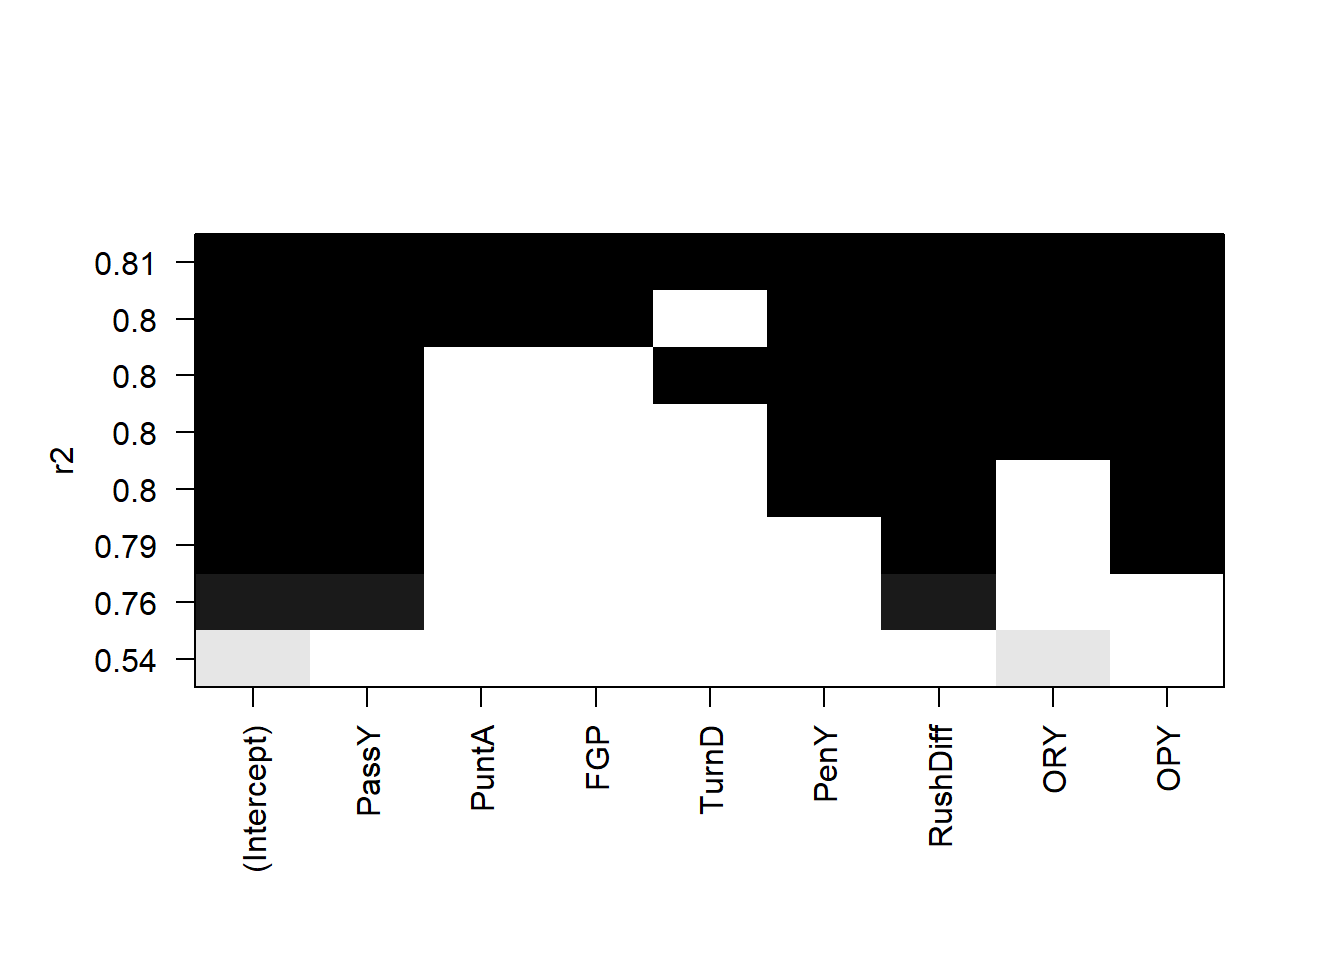 0.81
0.8
0.8
0.8
0.8
0.79
0.76
0.54
r2
(Intercept)
PassY
PuntA
FGP
TurnD
PenY
RushDiff
ORY
OPY